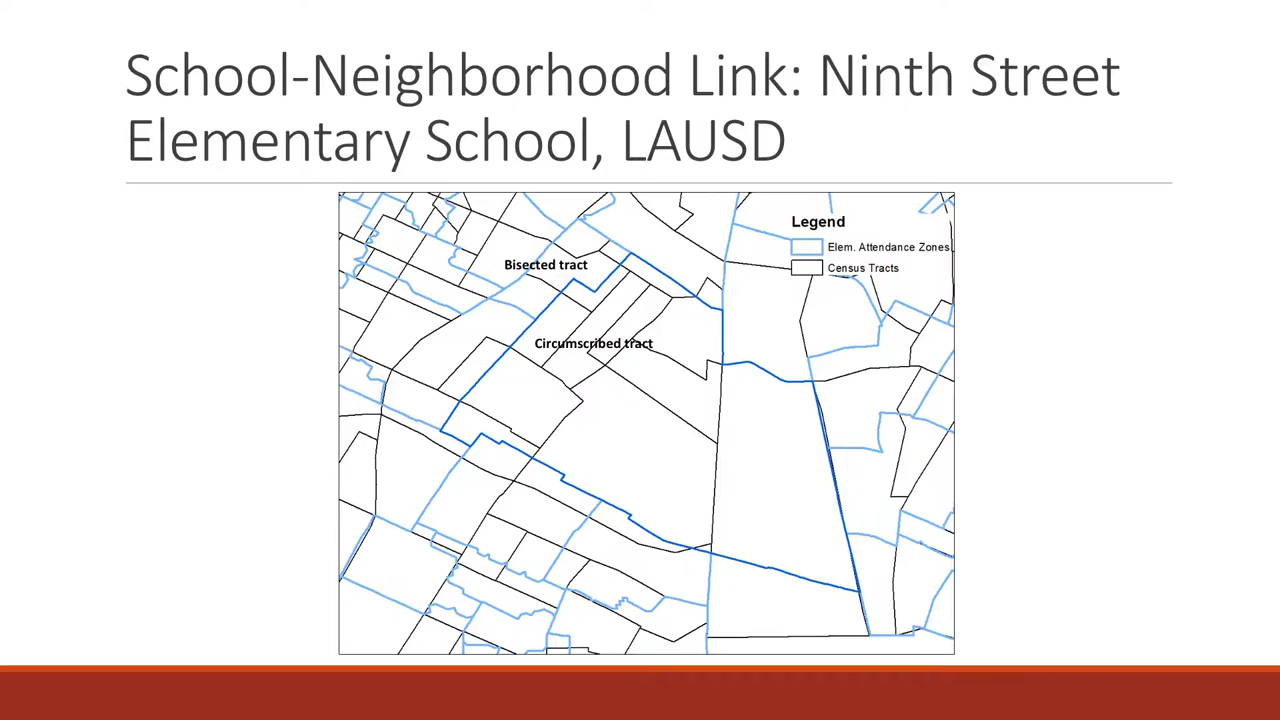 School-Neighborhood Link: Ninth Street
Elementary School, LAUSD
Legend
Elem. Attendance Zones
Census Tracts
Bisected tract
Circumscribed tract